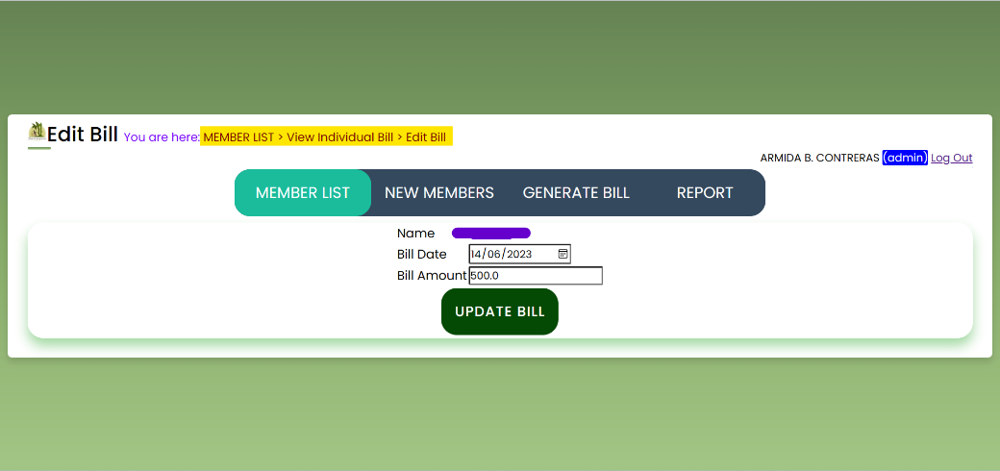 Edit Bill You are here: MEMBER LIST > View Individual Bill > Edit Bill
ARMIDA B. CONTRERAS (admin) Log Out
MEMBER LIST NEW MEMBERS GENERATE BILL REPORT
Name
Bill Date 14/06/2023
Bill Amount 500.0
UPDATE BILL